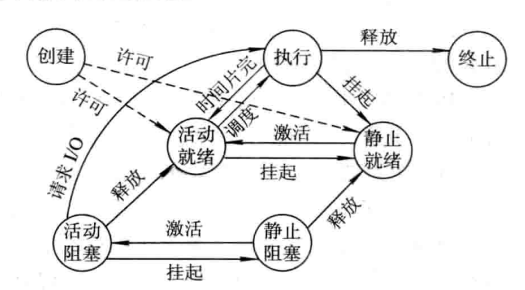 创建
许可
许可
执行
释放
终止
时间片完
调度
挂起
请求 I/O
活动
就绪
激活
挂起
静止
就绪
释放
释放
活动
阻塞
激活
挂起
静止
阻塞